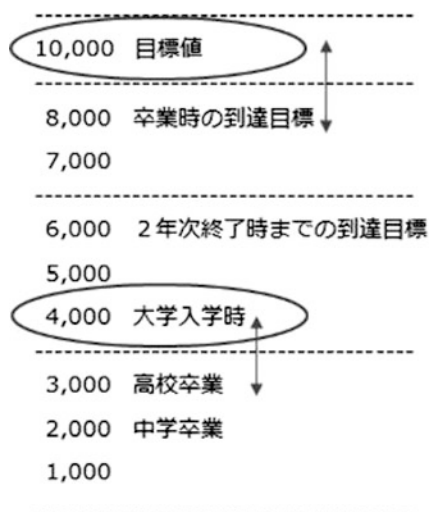 10,000 目標値
8,000 卒業時の到達目標
7,000
6,000 2年次終了時までの到達目標
5,000
4,000 大学入学時
3,000 高校卒業
2,000 中学卒業
1,000